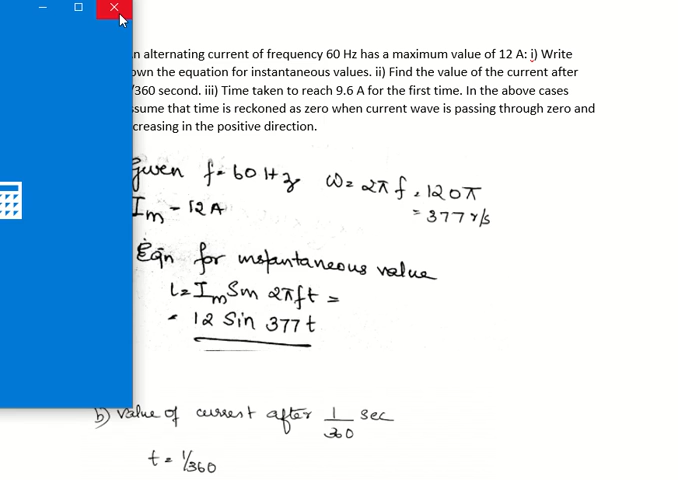 n alternating current of frequency 60 Hz has a maximum value of 12 A: i) Write
own the equation for instantaneous values. ii) Find the value of the current after
/360 second. iii) Time taken to reach 9.6 A for the first time. In the above cases
ssume that time is reckoned as zero when current wave is passing through zero and
creasing in the positive direction.
Given f = 60 Hz ω = 2πf = 120π
= 377 r/s
Im - 12 A
Eqn for instantaneous value
i = Im Sin 2πft =
= 12 Sin 377 t
b) Value of current after 1/360 sec
t = 1/360